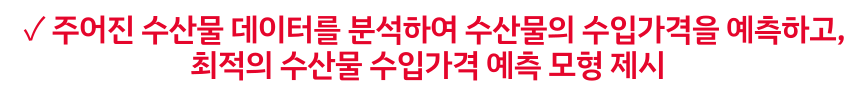 ✓ 주어진 수산물 데이터를 분석하여 수산물의 수입가격을 예측하고,
최적의 수산물 수입가격 예측 모형 제시